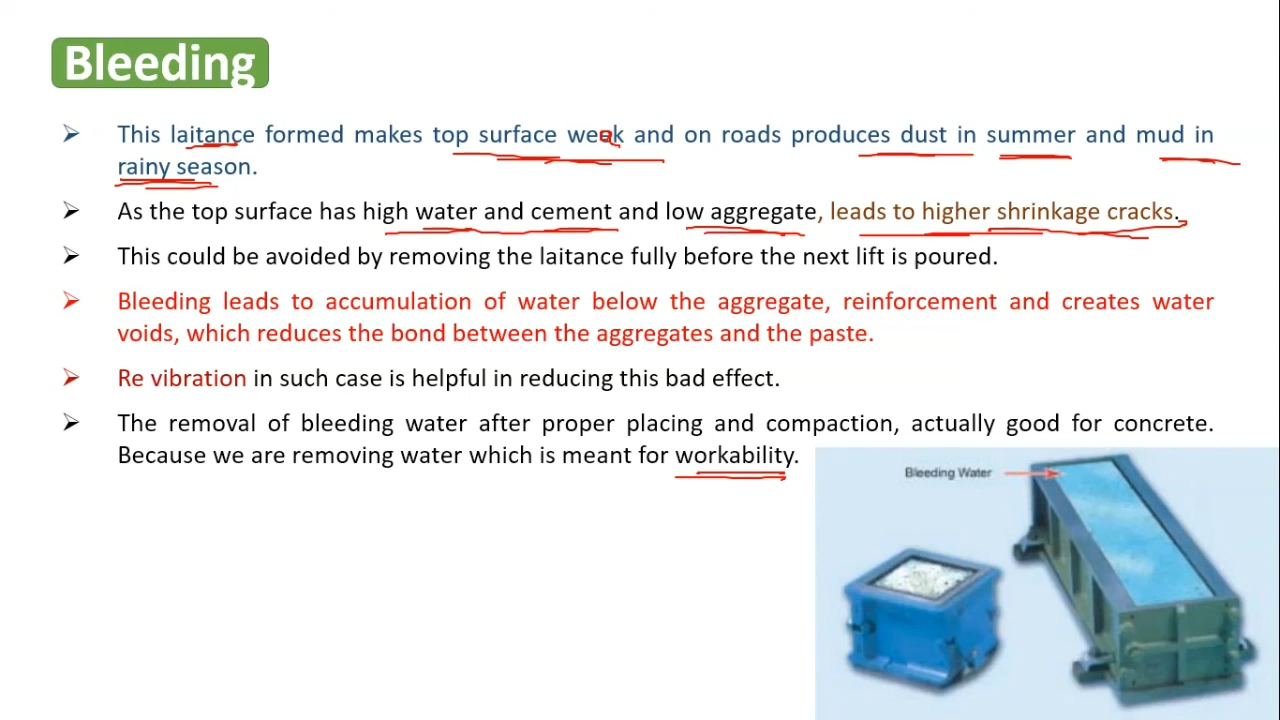 Bleeding
➢ This laitance formed makes top surface weak and on roads produces dust in summer and mud in
rainy season.
➢ As the top surface has high water and cement and low aggregate, leads to higher shrinkage cracks.
➢ This could be avoided by removing the laitance fully before the next lift is poured.
➢ Bleeding leads to accumulation of water below the aggregate, reinforcement and creates water
voids, which reduces the bond between the aggregates and the paste.
➢ Re vibration in such case is helpful in reducing this bad effect.
➢ The removal of bleeding water after proper placing and compaction, actually good for concrete.
Because we are removing water which is meant for workability.
Bleeding Water